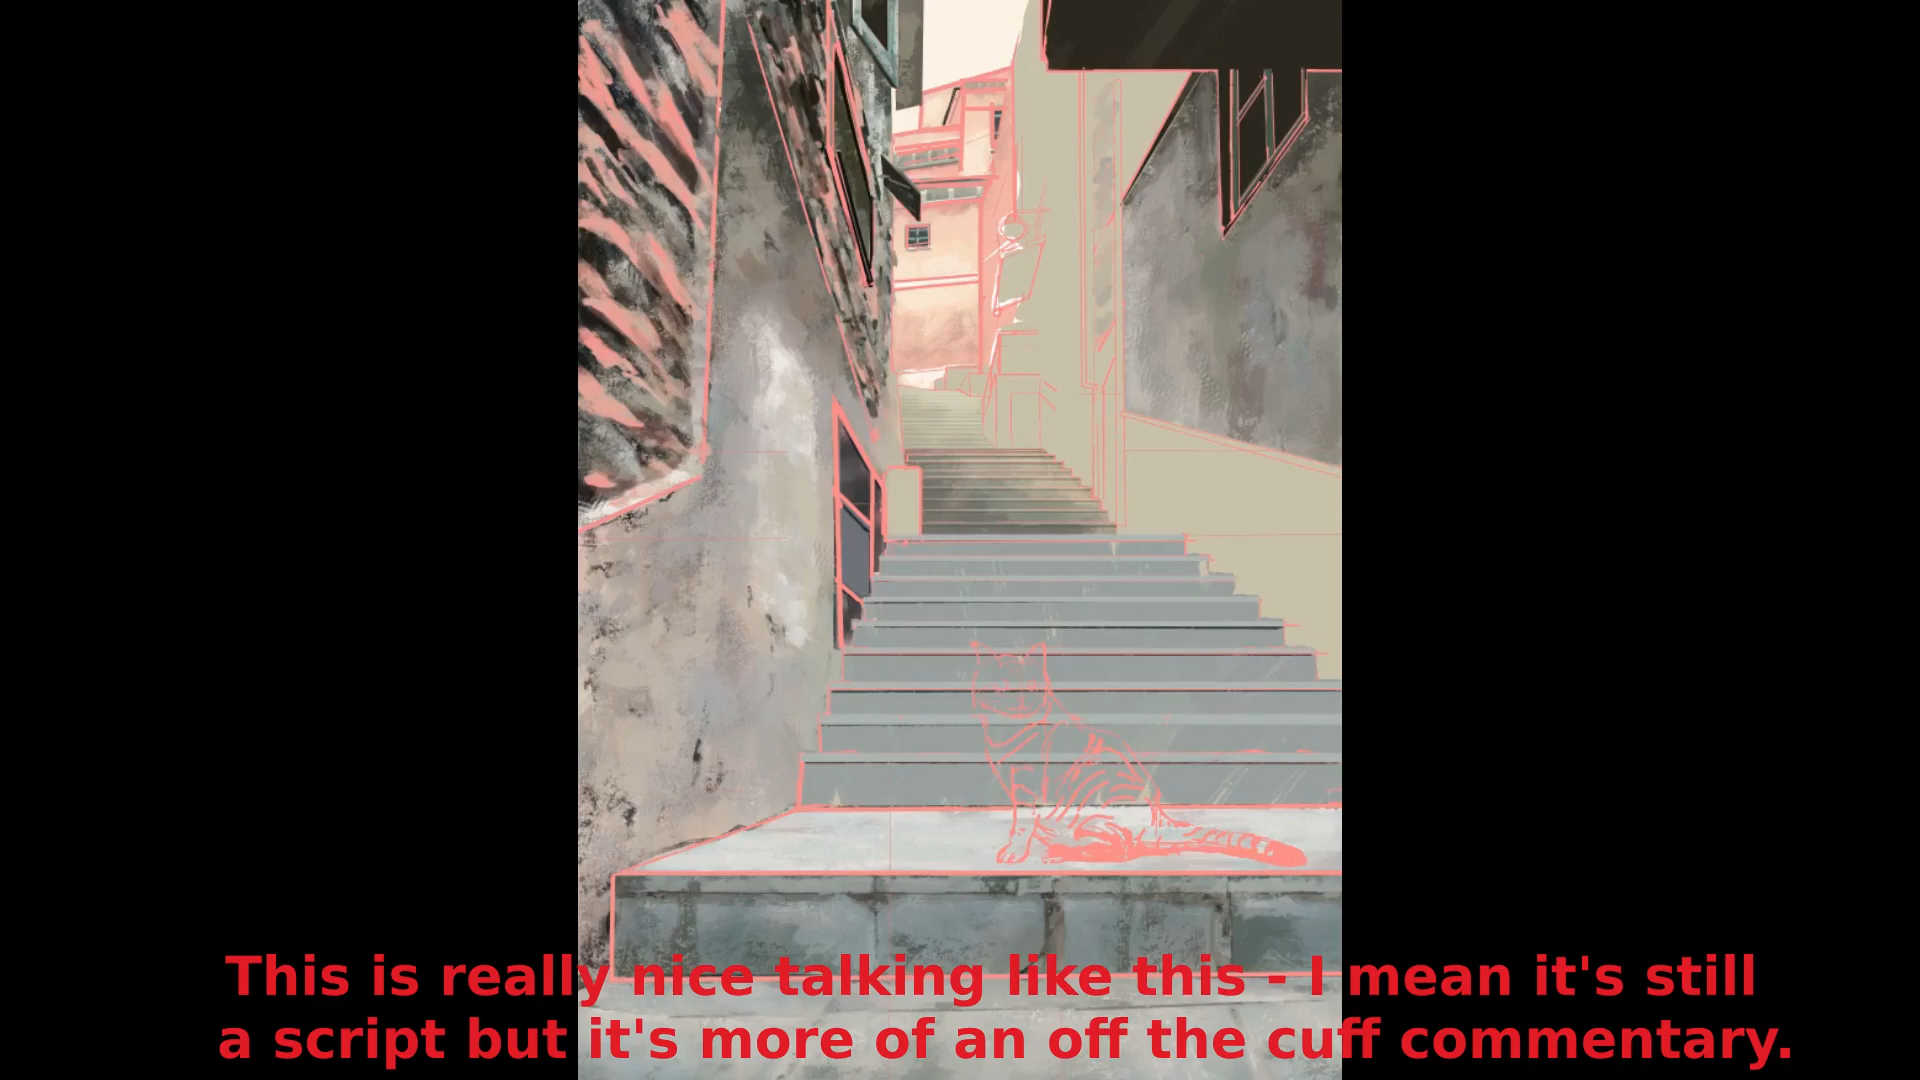 This is really nice talking like this - I mean it's still
a script but it's more of an off the cuff commentary.